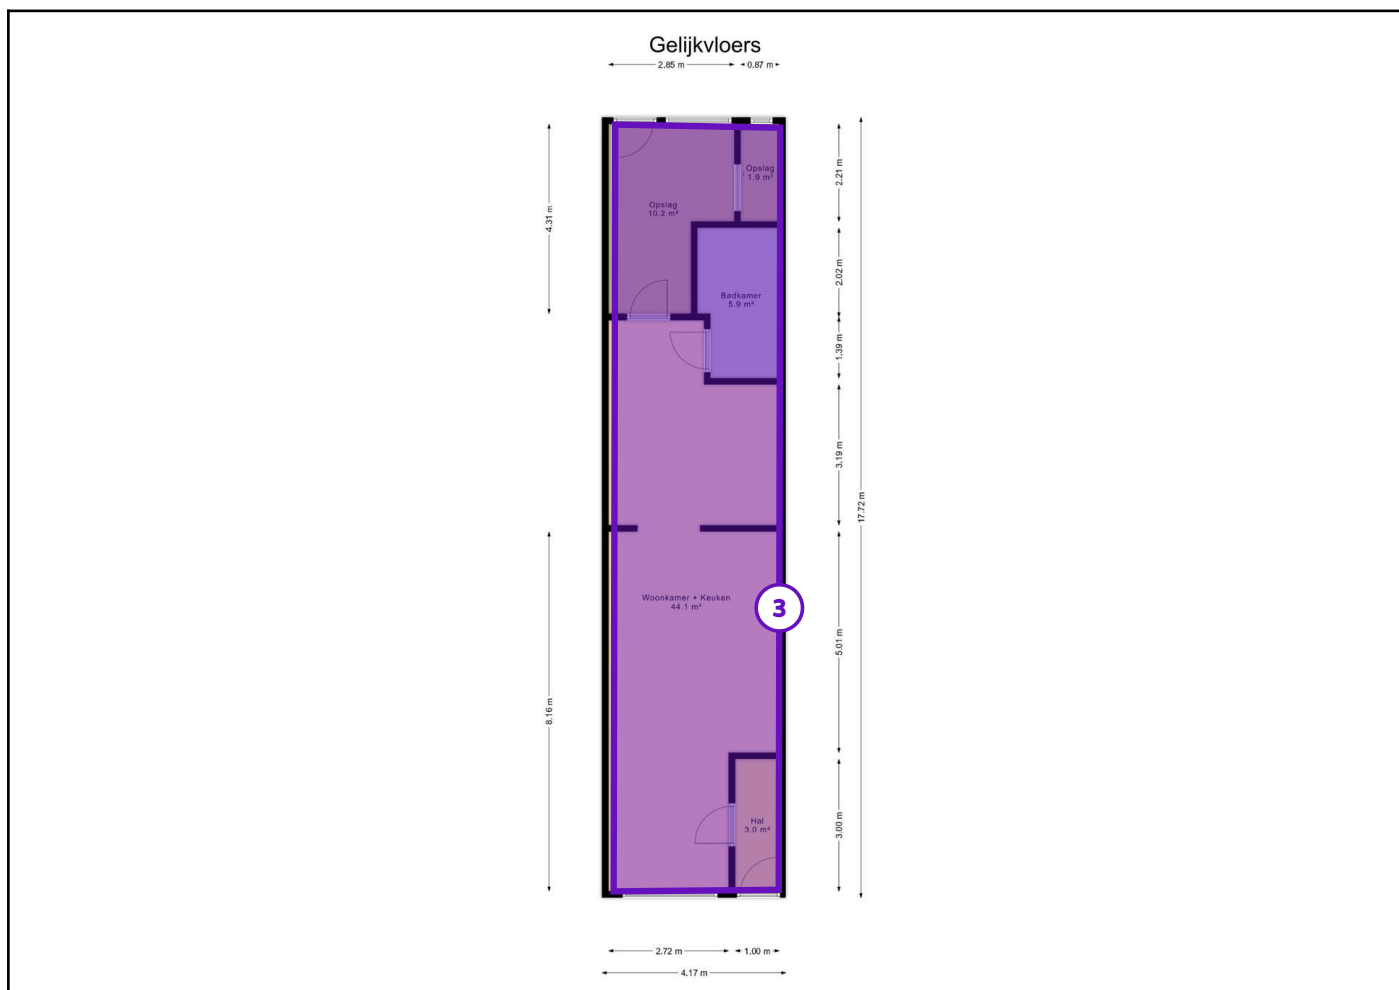 Gelijkvloers
2.85 m
0.87 m
Opslag
1.9 m²
Opslag
10.2 m²
2.21 m
4.31 m
2.02 m
Badkamer
5.9 m²
1.39 m
3.19 m
17.72 m
Woonkamer + Keuken
44.1 m²
3
5.01 m
8.16 m
Hal
3.0 m²
3.00 m
2.72 m
1.00 m
4.17 m